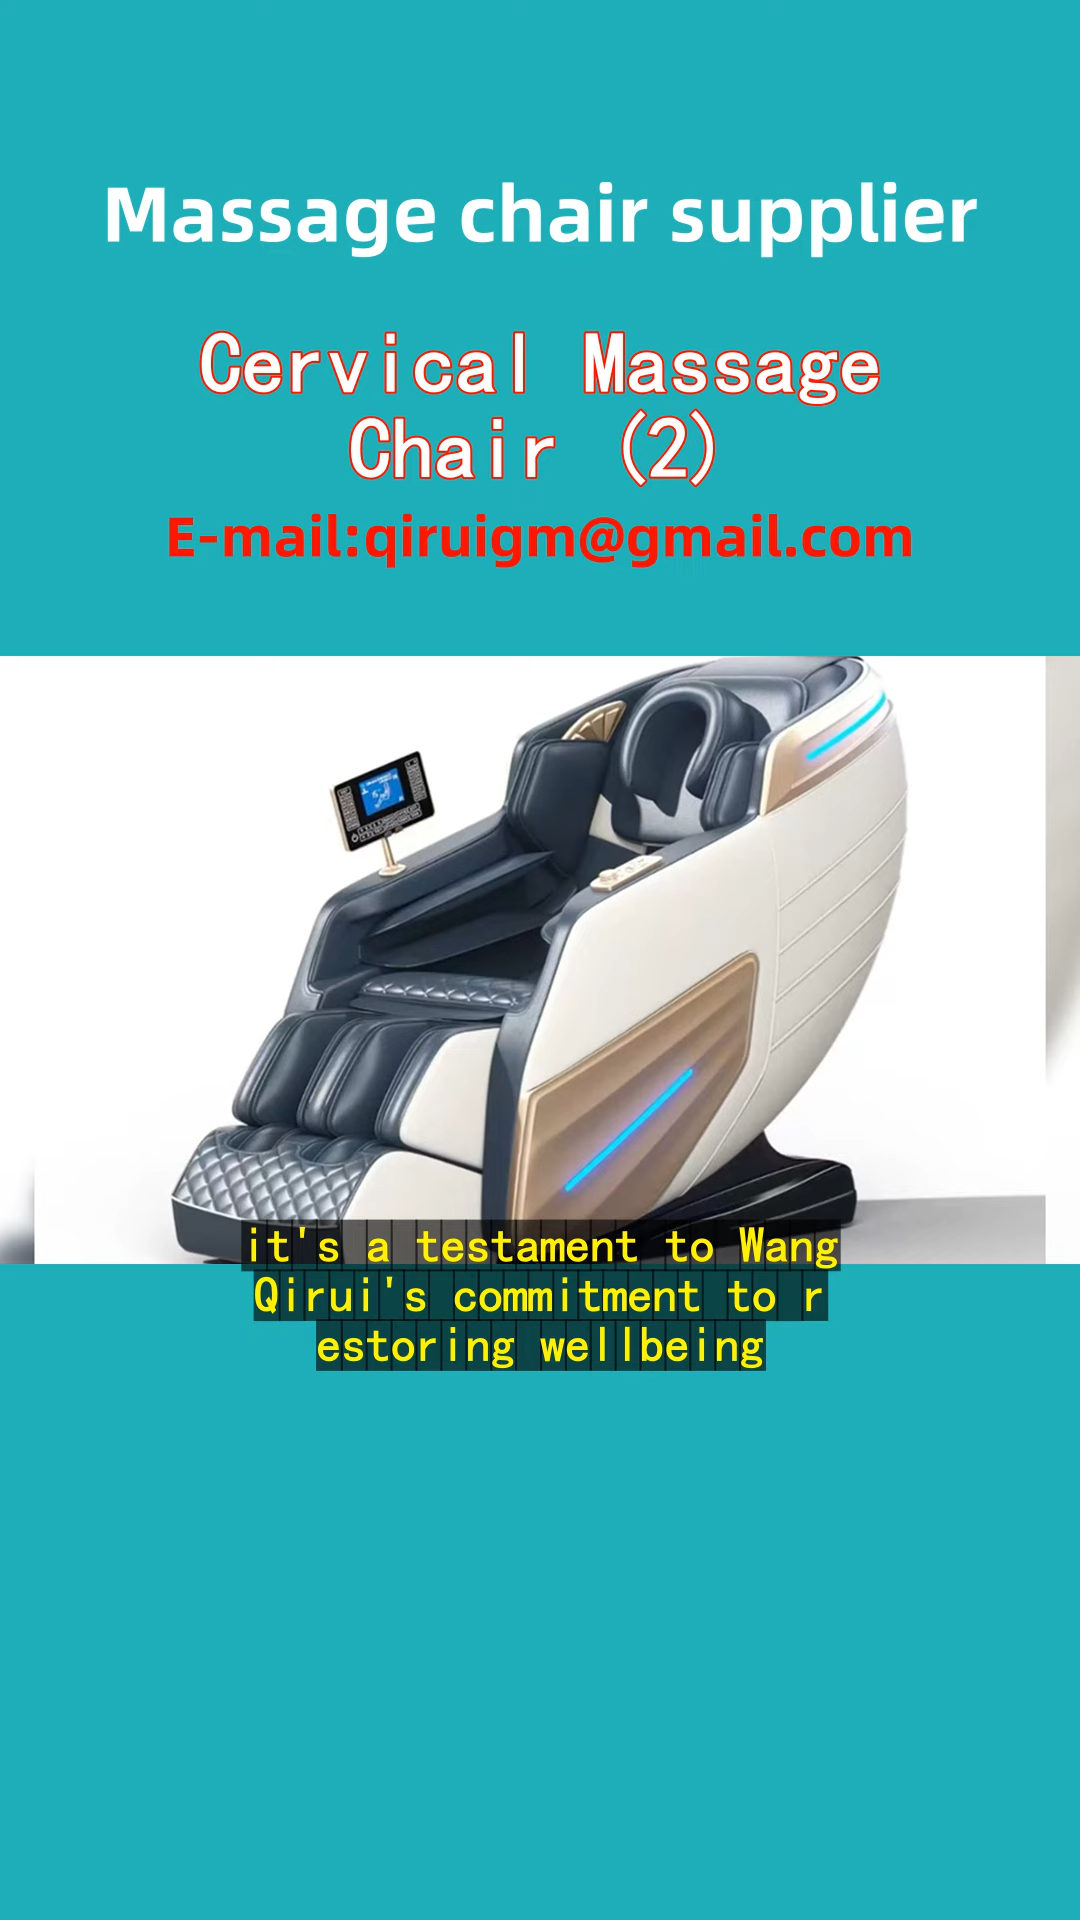 Massage chair supplier
Cervical Massage
Chair (2)
E-mail:qiruigm@gmail.com
it's a testament to Wang
Qirui's commitment to r
estoring wellbeing